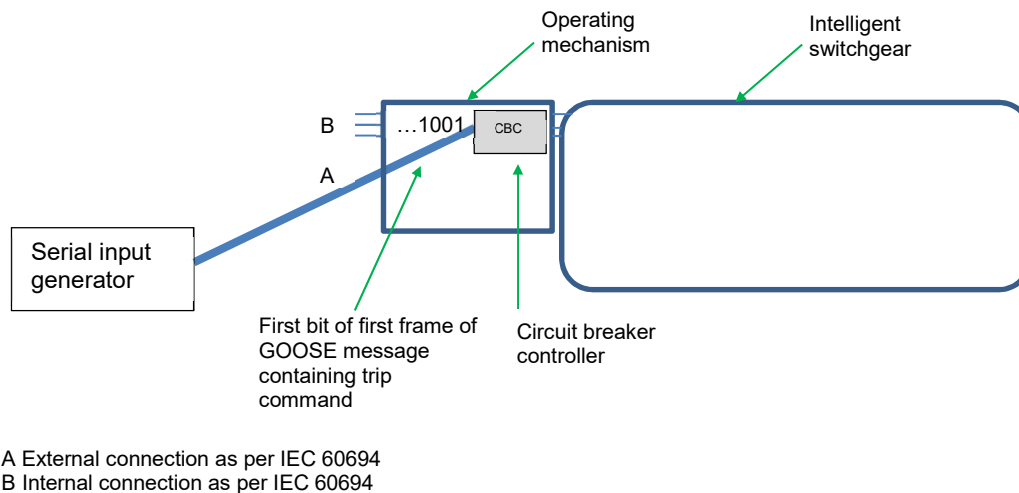 Operating
mechanism
Intelligent
switchgear
B
…1001
CBC
A
Serial input
generator
First bit of first frame of
GOOSE message
containing trip
command
Circuit breaker
controller
A External connection as per IEC 60694
B Internal connection as per IEC 60694